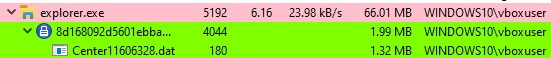 explorer.exe 5192 6.16 23.98 kB/s 66.01 MB WINDOWS10\vboxuser
8d168092d5601ebba... 4044 1.99 MB WINDOWS10\vboxuser
Center11606328.dat 180 1.32 MB WINDOWS10\vboxuser